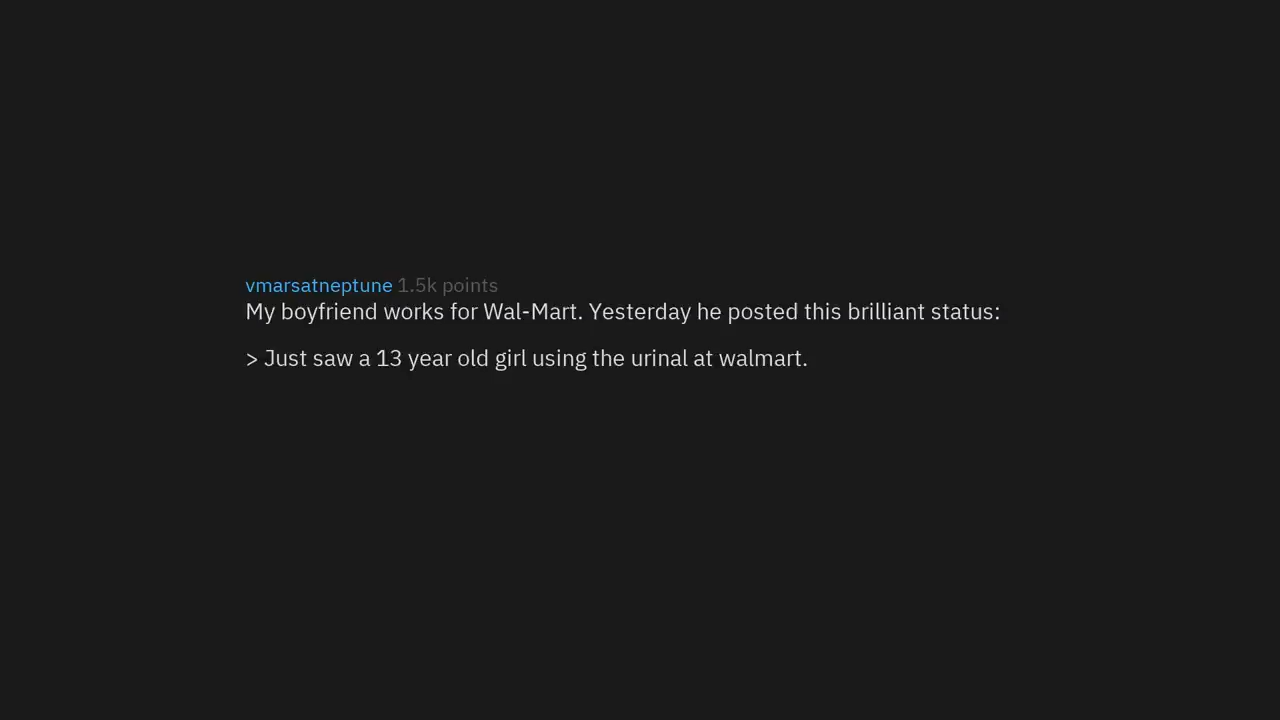 vmarsatneptune 1.5k points
My boyfriend works for Wal-Mart. Yesterday he posted this brilliant status:
> Just saw a 13 year old girl using the urinal at walmart.